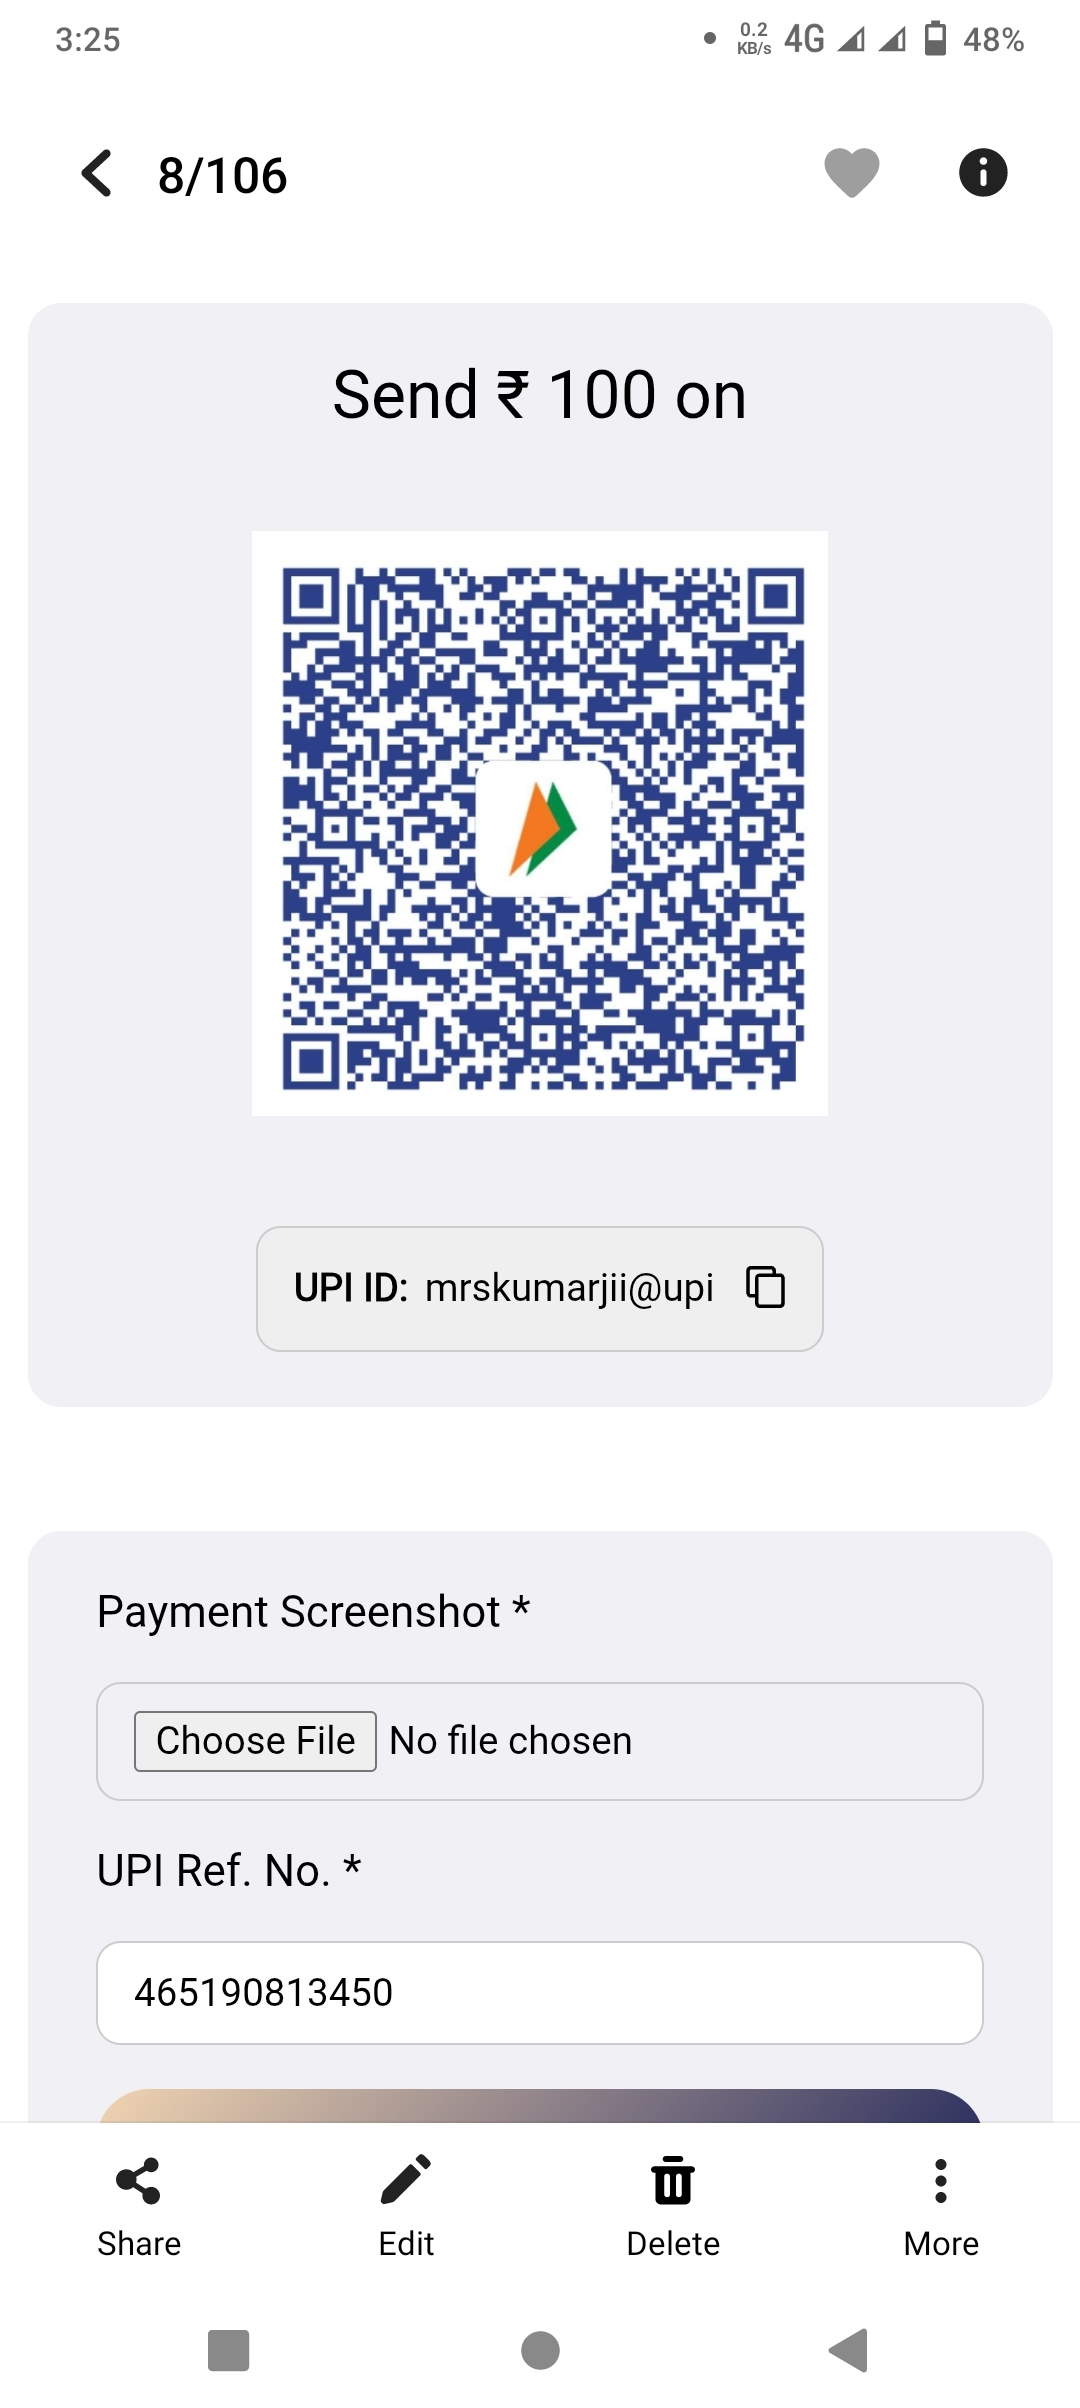 3:25
0.2 KB/s 4G 48%
8/106
Send ₹ 100 on
UPI ID: mrskumarjii@upi
Payment Screenshot *
Choose File No file chosen
UPI Ref. No. *
465190813450
Share Edit Delete More